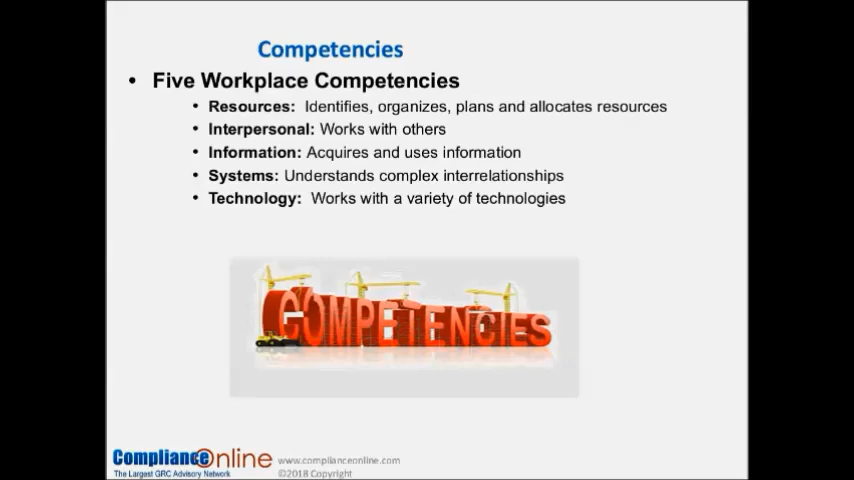 Competencies
• Five Workplace Competencies
• Resources: Identifies, organizes, plans and allocates resources
• Interpersonal: Works with others
• Information: Acquires and uses information
• Systems: Understands complex interrelationships
• Technology: Works with a variety of technologies
COMPETENCIES
ComplianceOnline
The Largest GRC Advisory Network
www.complianceonline.com
©2018 Copyright